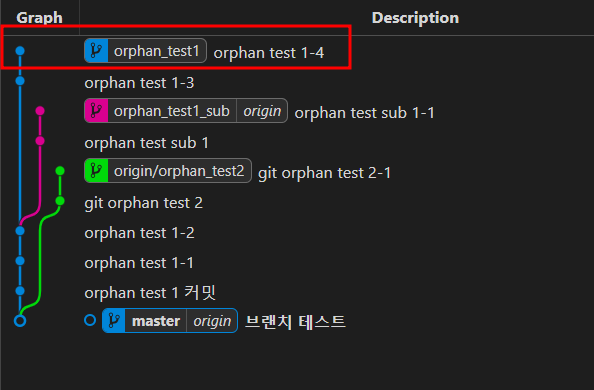 Graph Description
orphan_test1 orphan test 1-4
orphan test 1-3
orphan_test1_sub origin orphan test sub 1-1
orphan test sub 1
origin/orphan_test2 git orphan test 2-1
git orphan test 2
orphan test 1-2
orphan test 1-1
orphan test 1 커밋
master origin 브랜치 테스트